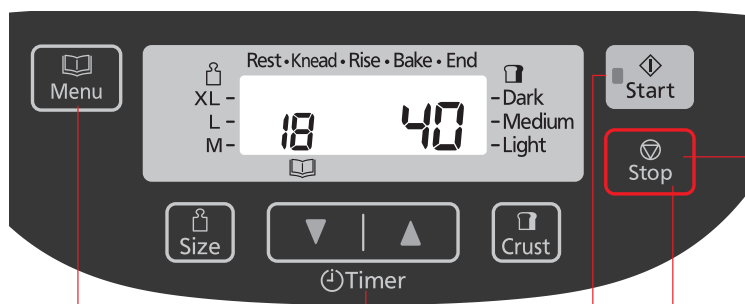 Menu
Rest • Knead • Rise • Bake • End
XL –
L –
M –
18
40
– Dark
– Medium
– Light
Start
Stop
Size
Timer
Crust